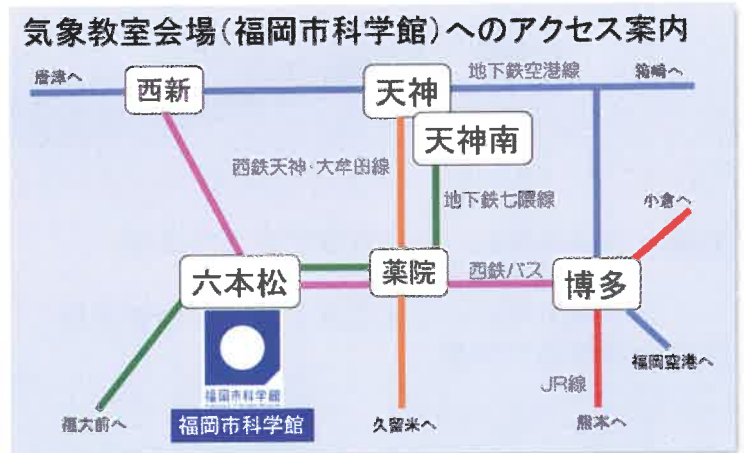 気象教室会場(福岡市科学館)へのアクセス案内
唐津へ
西新
天神
地下鉄空港線
箱崎へ
天神南
西鉄天神・大牟田線
地下鉄七隈線
小倉へ
六本松
薬院
西鉄バス
博多
福岡空港へ
福岡市科学館
JR線
福大前へ
福岡市科学館
久留米へ
熊本へ